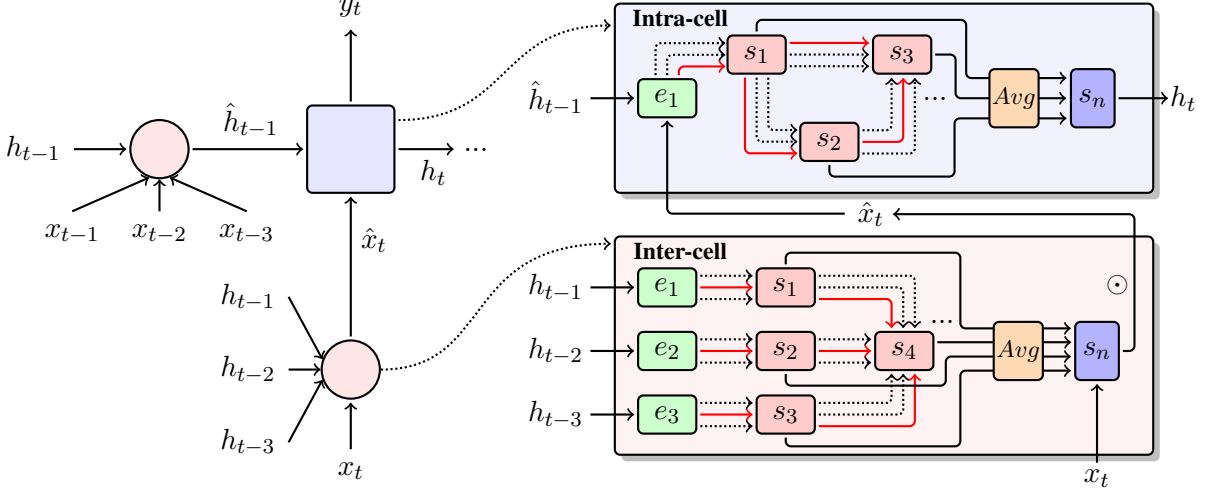 y_t
h_{t−1}
ĥ_{t−1}
h_t
...
x_{t−1} x_{t−2} x_{t−3}
x̂_t
h_{t−1}
h_{t−2}
h_{t−3}
x_t
Intra-cell
ĥ_{t−1}
e_1
s_1
s_3
s_2
...
Avg
s_n
h_t
x̂_t
Inter-cell
h_{t−1} e_1 s_1
h_{t−2} e_2 s_2 s_4
h_{t−3} e_3 s_3
...
Avg
s_n
⊙
x_t